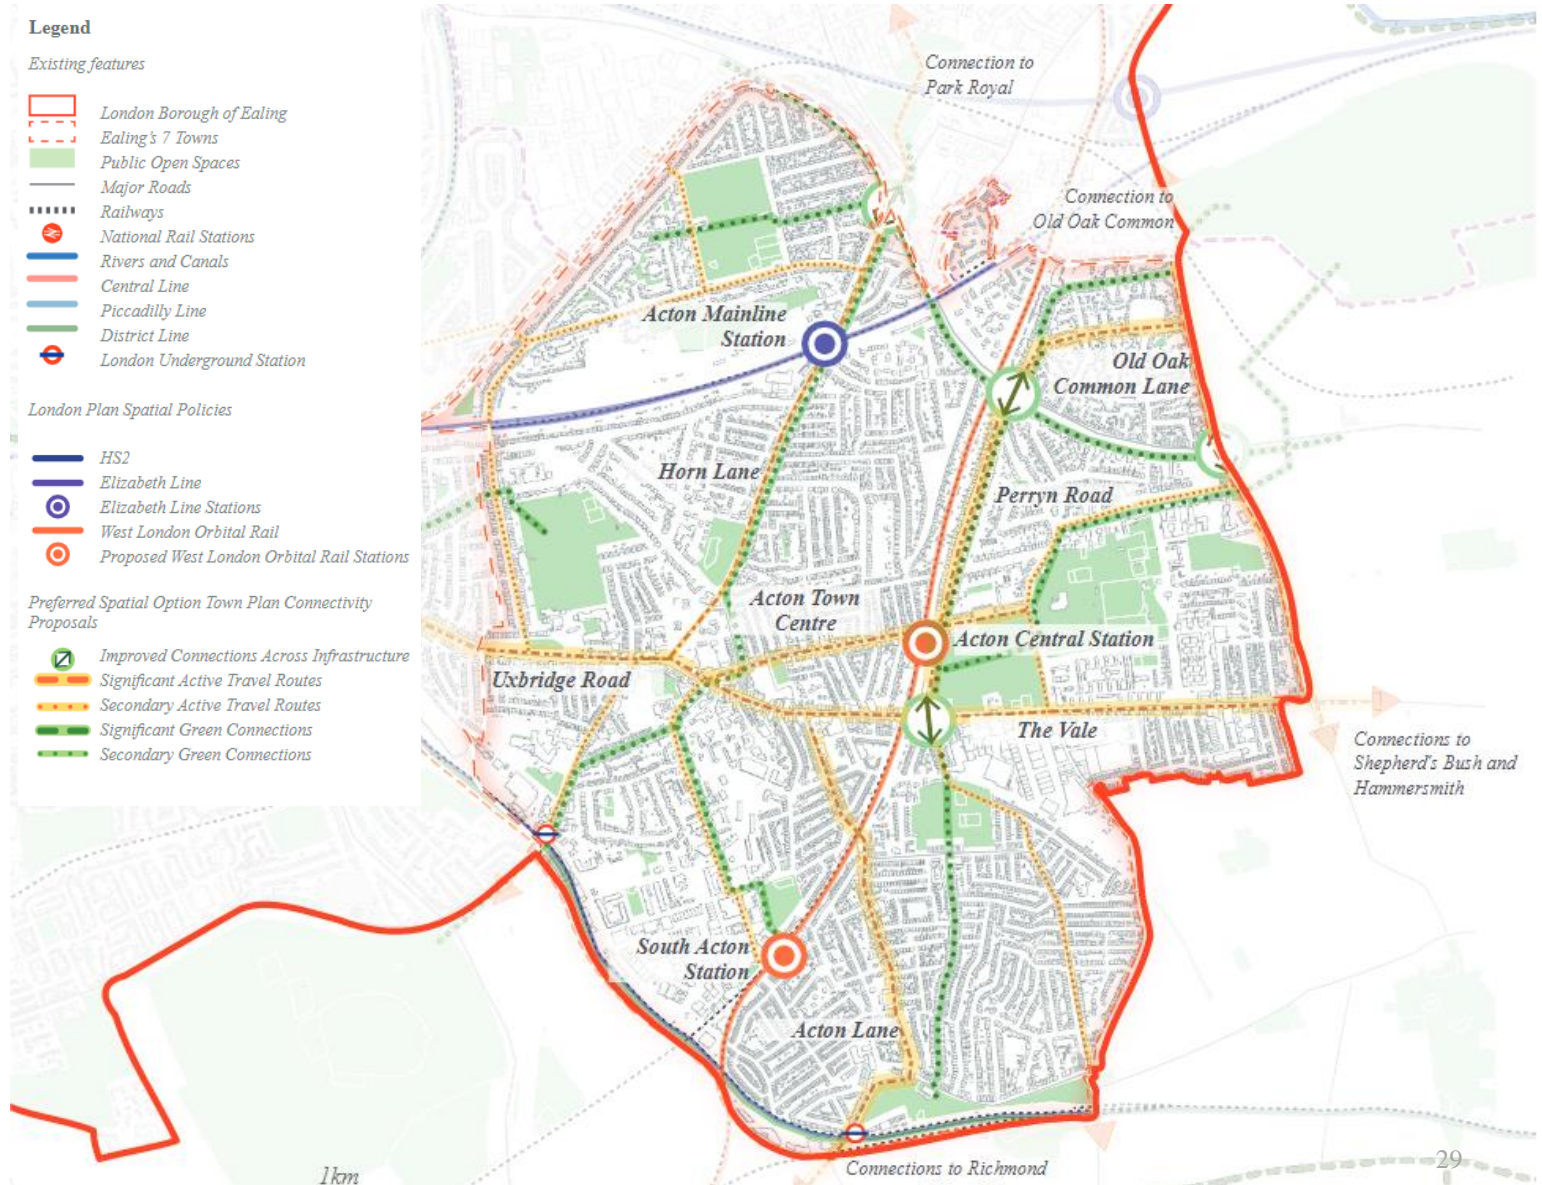 Legend
Existing features
London Borough of Ealing
Ealing's 7 Towns
Public Open Spaces
Major Roads
Railways
National Rail Stations
Rivers and Canals
Central Line
Piccadilly Line
District Line
London Underground Station
London Plan Spatial Policies
HS2
Elizabeth Line
Elizabeth Line Stations
West London Orbital Rail
Proposed West London Orbital Rail Stations
Preferred Spatial Option Town Plan Connectivity
Proposals
Improved Connections Across Infrastructure
Significant Active Travel Routes
Secondary Active Travel Routes
Significant Green Connections
Secondary Green Connections
Connection to
Park Royal
Connection to
Old Oak Common
Acton Mainline
Station
Old Oak
Common Lane
Horn Lane
Perryn Road
Acton Town
Centre
Acton Central Station
Uxbridge Road
The Vale
Connections to
Shepherd's Bush and
Hammersmith
South Acton
Station
Acton Lane
Connections to Richmond
1km
29